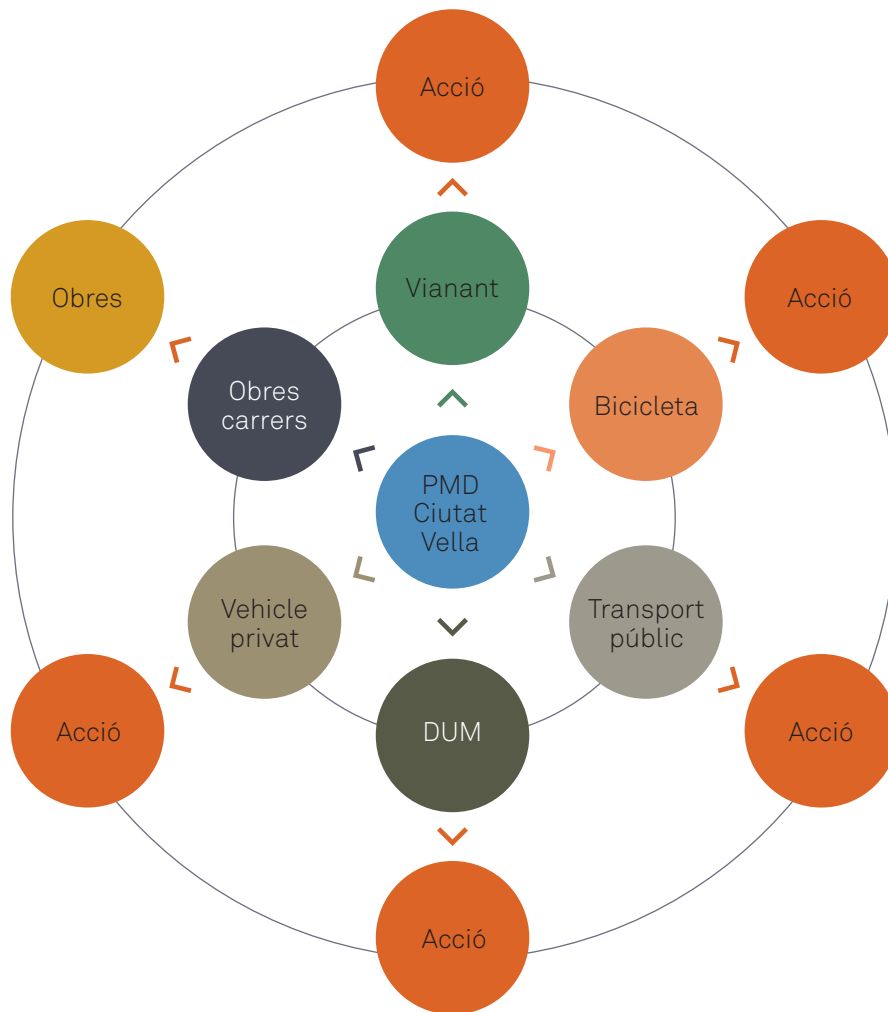 Acció
Obres
Vianant
Acció
Obres
carrers
Bicicleta
PMD
Ciutat
Vella
Vehicle
privat
Transport
públic
Acció
DUM
Acció
Acció